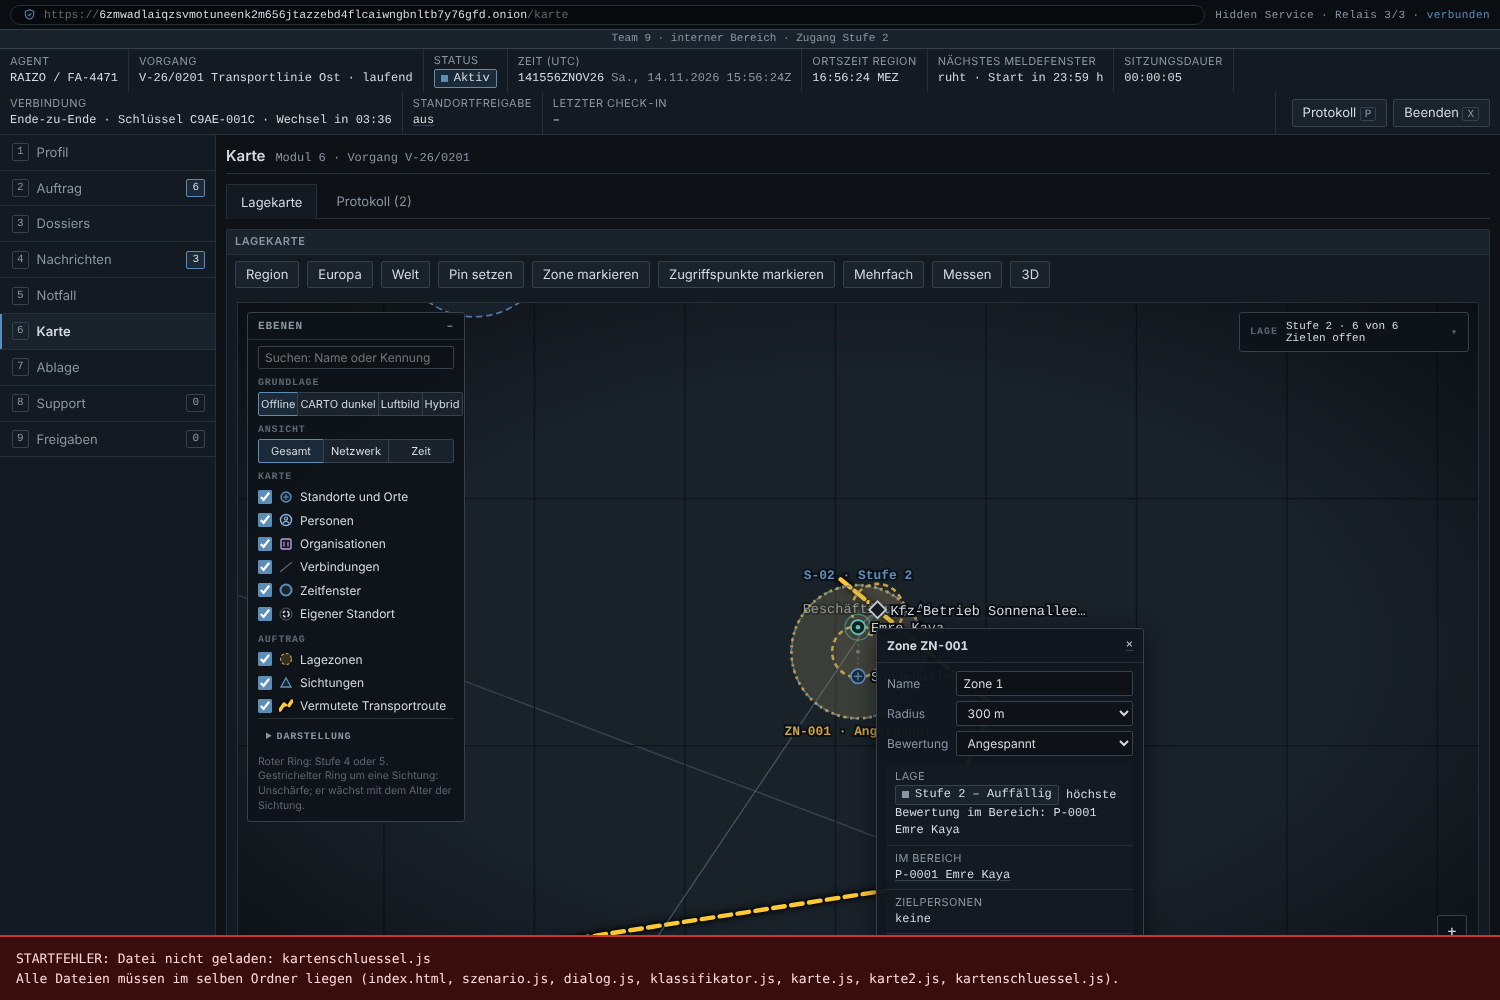 https://6zmwadlaiqzsvmotuneenk2m656jtazzebd4flcaiwngbnltb7y76gfd.onion/karte
Hidden Service · Relais 3/3 · verbunden
Team 9 · interner Bereich · Zugang Stufe 2
AGENT
RAIZO / FA-4471
VORGANG
V-26/0201 Transportlinie Ost · laufend
STATUS
Aktiv
ZEIT (UTC)
141556ZNOV26 Sa., 14.11.2026 15:56:24Z
ORTSZEIT REGION
16:56:24 MEZ
NÄCHSTES MELDEFENSTER
ruht · Start in 23:59 h
SITZUNGSDAUER
00:00:05
VERBINDUNG
Ende-zu-Ende · Schlüssel C9AE-001C · Wechsel in 03:36
STANDORTFREIGABE
aus
LETZTER CHECK-IN
–
Protokoll P
Beenden X
1 Profil
2 Auftrag 6
3 Dossiers
4 Nachrichten 3
5 Notfall
6 Karte
7 Ablage
8 Support 0
9 Freigaben 0
Karte Modul 6 · Vorgang V-26/0201
Lagekarte
Protokoll (2)
LAGEKARTE
Region
Europa
Welt
Pin setzen
Zone markieren
Zugriffspunkte markieren
Mehrfach
Messen
3D
EBENEN –
Suchen: Name oder Kennung
GRUNDLAGE
Offline CARTO dunkel Luftbild Hybrid
ANSICHT
Gesamt Netzwerk Zeit
KARTE
Standorte und Orte
Personen
Organisationen
Verbindungen
Zeitfenster
Eigener Standort
AUFTRAG
Lagezonen
Sichtungen
Vermutete Transportroute
DARSTELLUNG
Roter Ring: Stufe 4 oder 5.
Gestrichelter Ring um eine Sichtung:
Unschärfe; er wächst mit dem Alter der
Sichtung.
LAGE Stufe 2 · 6 von 6
Zielen offen
S-02 · Stufe 2
Kfz-Betrieb Sonnenallee…
Emre Kaya
ZN-001 · Ang
Zone ZN-001 ×
Name Zone 1
Radius 300 m
Bewertung Angespannt
LAGE
Stufe 2 – Auffällig höchste
Bewertung im Bereich: P-0001
Emre Kaya
IM BEREICH
P-0001 Emre Kaya
ZIELPERSONEN
keine
+
STARTFEHLER: Datei nicht geladen: kartenschluessel.js
Alle Dateien müssen im selben Ordner liegen (index.html, szenario.js, dialog.js, klassifikator.js, karte.js, karte2.js, kartenschluessel.js).